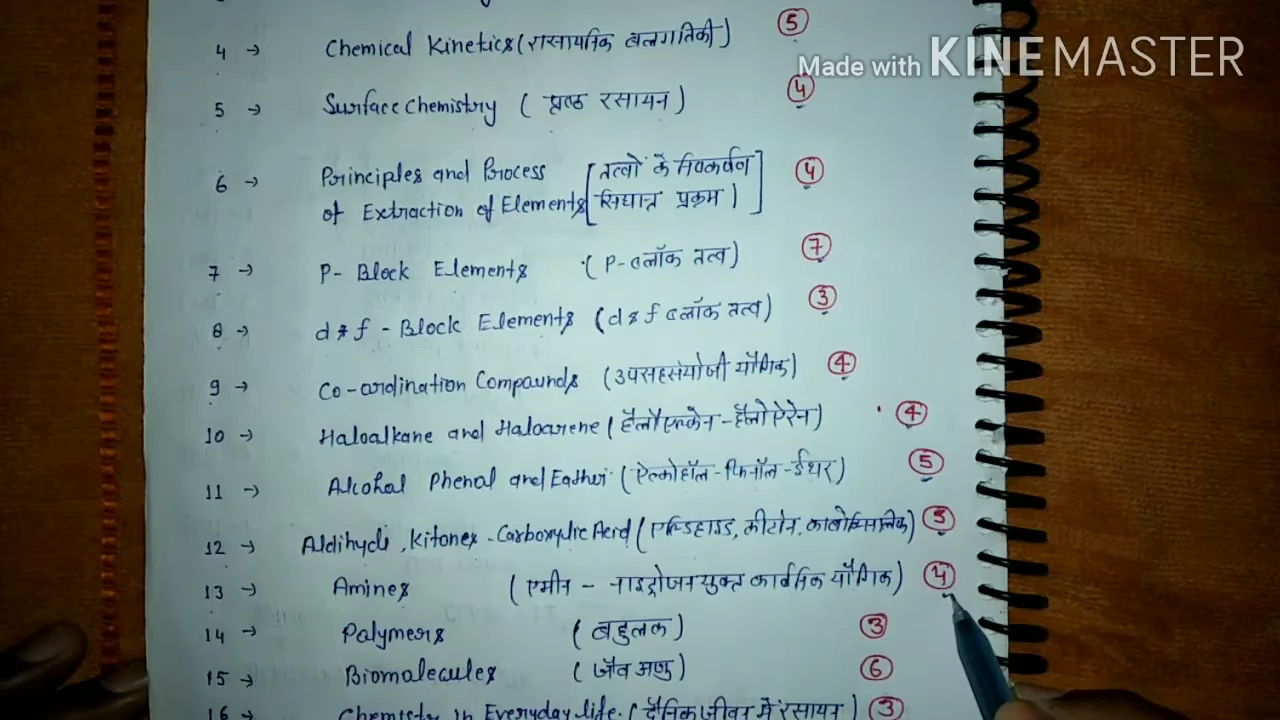 Made with KINEMASTER
4 → Chemical Kinetics (रासायनिक बलगतिकी) 5
5 → Surface Chemistry ( पृष्ठ रसायन ) 4
6 → Principles and Process [ तत्वों के निष्कर्षण ] 4
of Extraction of Elements [ सिधान्त प्रक्रम ) ]
7 → P- Block Elements (P-ब्लॉक तत्व) 7
8 → d & f - Block Elements (d & f ब्लॉक तत्व) 3
9 → Co-ordination Compounds (उपसहसंयोजी यौगिक) 4
10 → Haloalkane and Haloarene (हैलोएल्केन - हैलोऐरेन) 4
11 → Alcohal Phenal and Eather (ऐल्कोहॉल - फिनॉल - ईथर) 5
12 → Aldihyde, Kitones - Carboxylic Acid (एल्डिहाइड, कीटोन,
13 → Amines (एमीन - नाइट्रोजनयुक्त कार्बनिक यौगिक) 4
14 → Palymers ( बहुलक ) 3
15 → Biomalecules ( जैव अणु ) 6
16 → Chemistry in Everyday life. ( दैनिक जीवन में रसायन ) 3